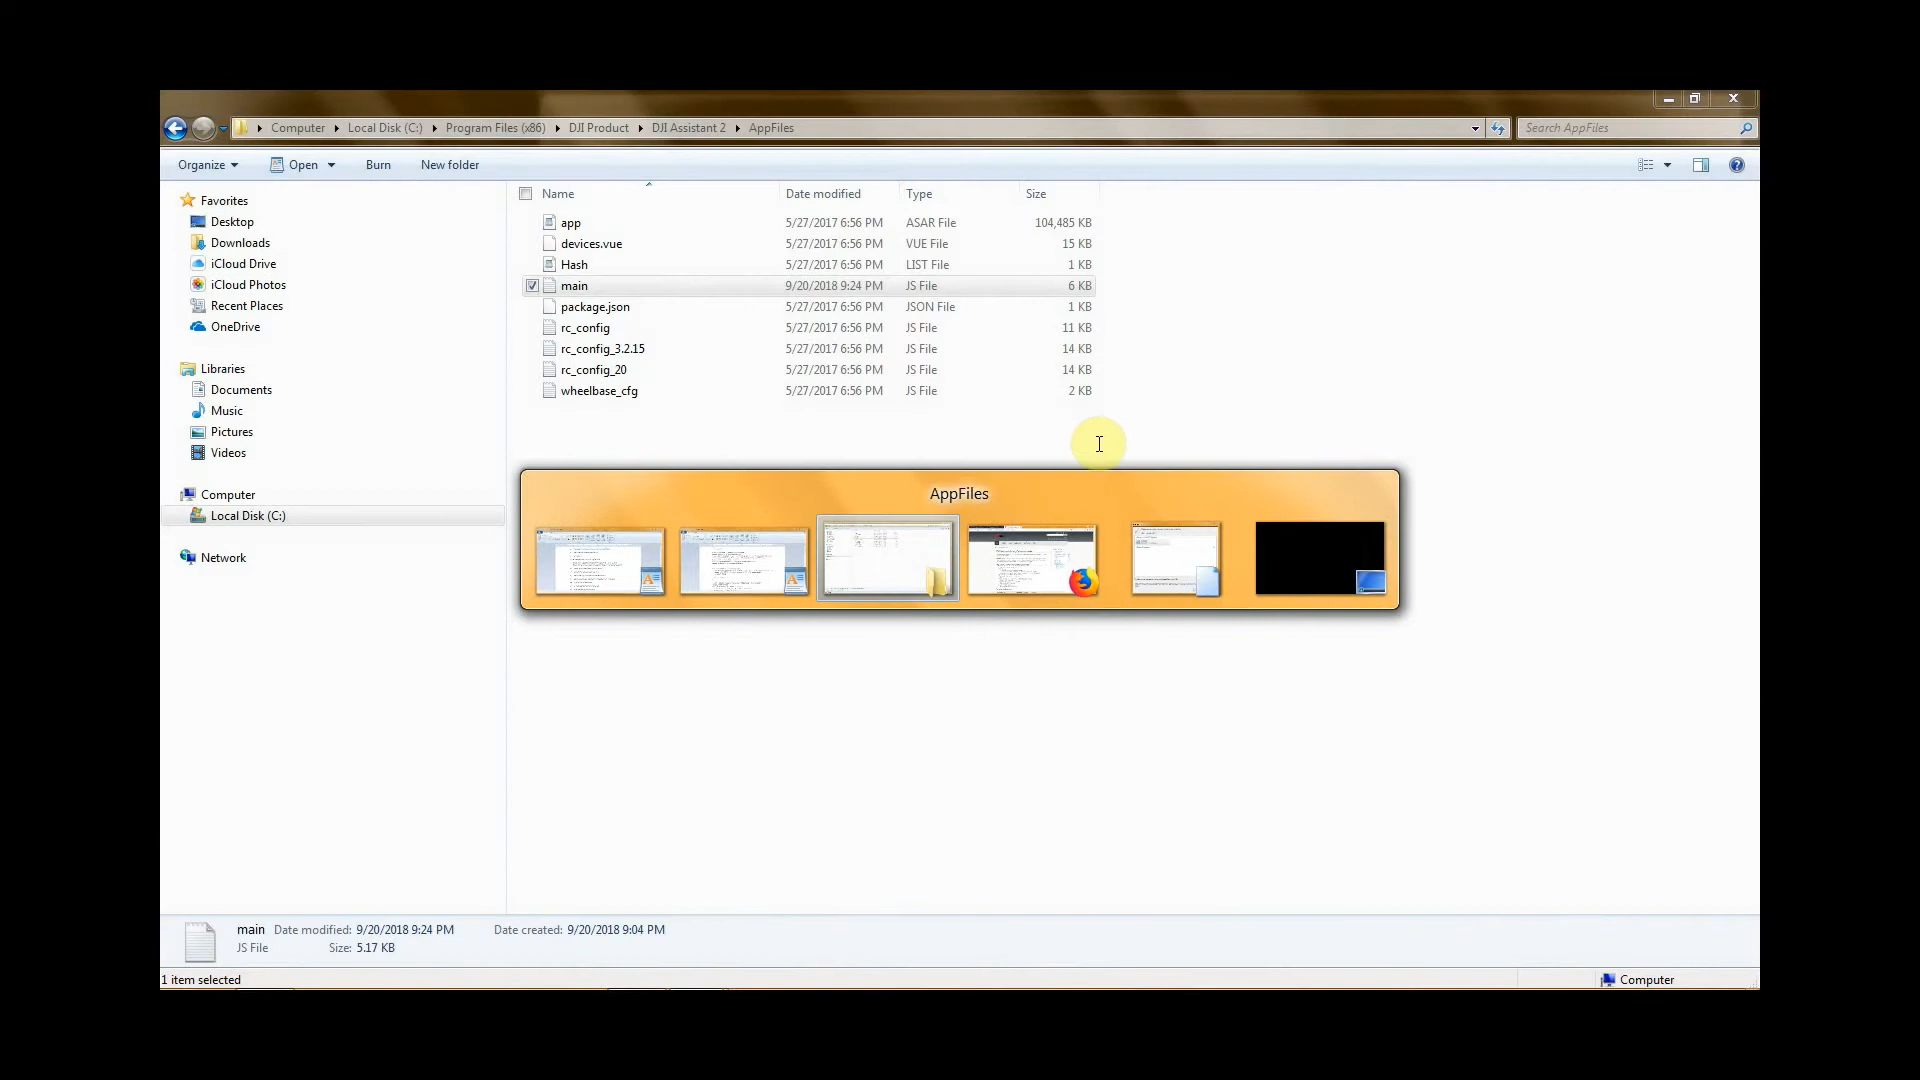 Computer Local Disk (C:) Program Files (x86) DJI Product DJI Assistant 2 AppFiles Search AppFiles
Organize Open Burn New folder
Favorites
Desktop
Downloads
iCloud Drive
iCloud Photos
Recent Places
OneDrive
Libraries
Documents
Music
Pictures
Videos
Computer
Local Disk (C:)
Network
Name Date modified Type Size
app 5/27/2017 6:56 PM ASAR File 104,485 KB
devices.vue 5/27/2017 6:56 PM VUE File 15 KB
Hash 5/27/2017 6:56 PM LIST File 1 KB
main 9/20/2018 9:24 PM JS File 6 KB
package.json 5/27/2017 6:56 PM JSON File 1 KB
rc_config 5/27/2017 6:56 PM JS File 11 KB
rc_config_3.2.15 5/27/2017 6:56 PM JS File 14 KB
rc_config_20 5/27/2017 6:56 PM JS File 14 KB
wheelbase_cfg 5/27/2017 6:56 PM JS File 2 KB
AppFiles
main Date modified: 9/20/2018 9:24 PM Date created: 9/20/2018 9:04 PM
JS File Size: 5.17 KB
1 item selected Computer